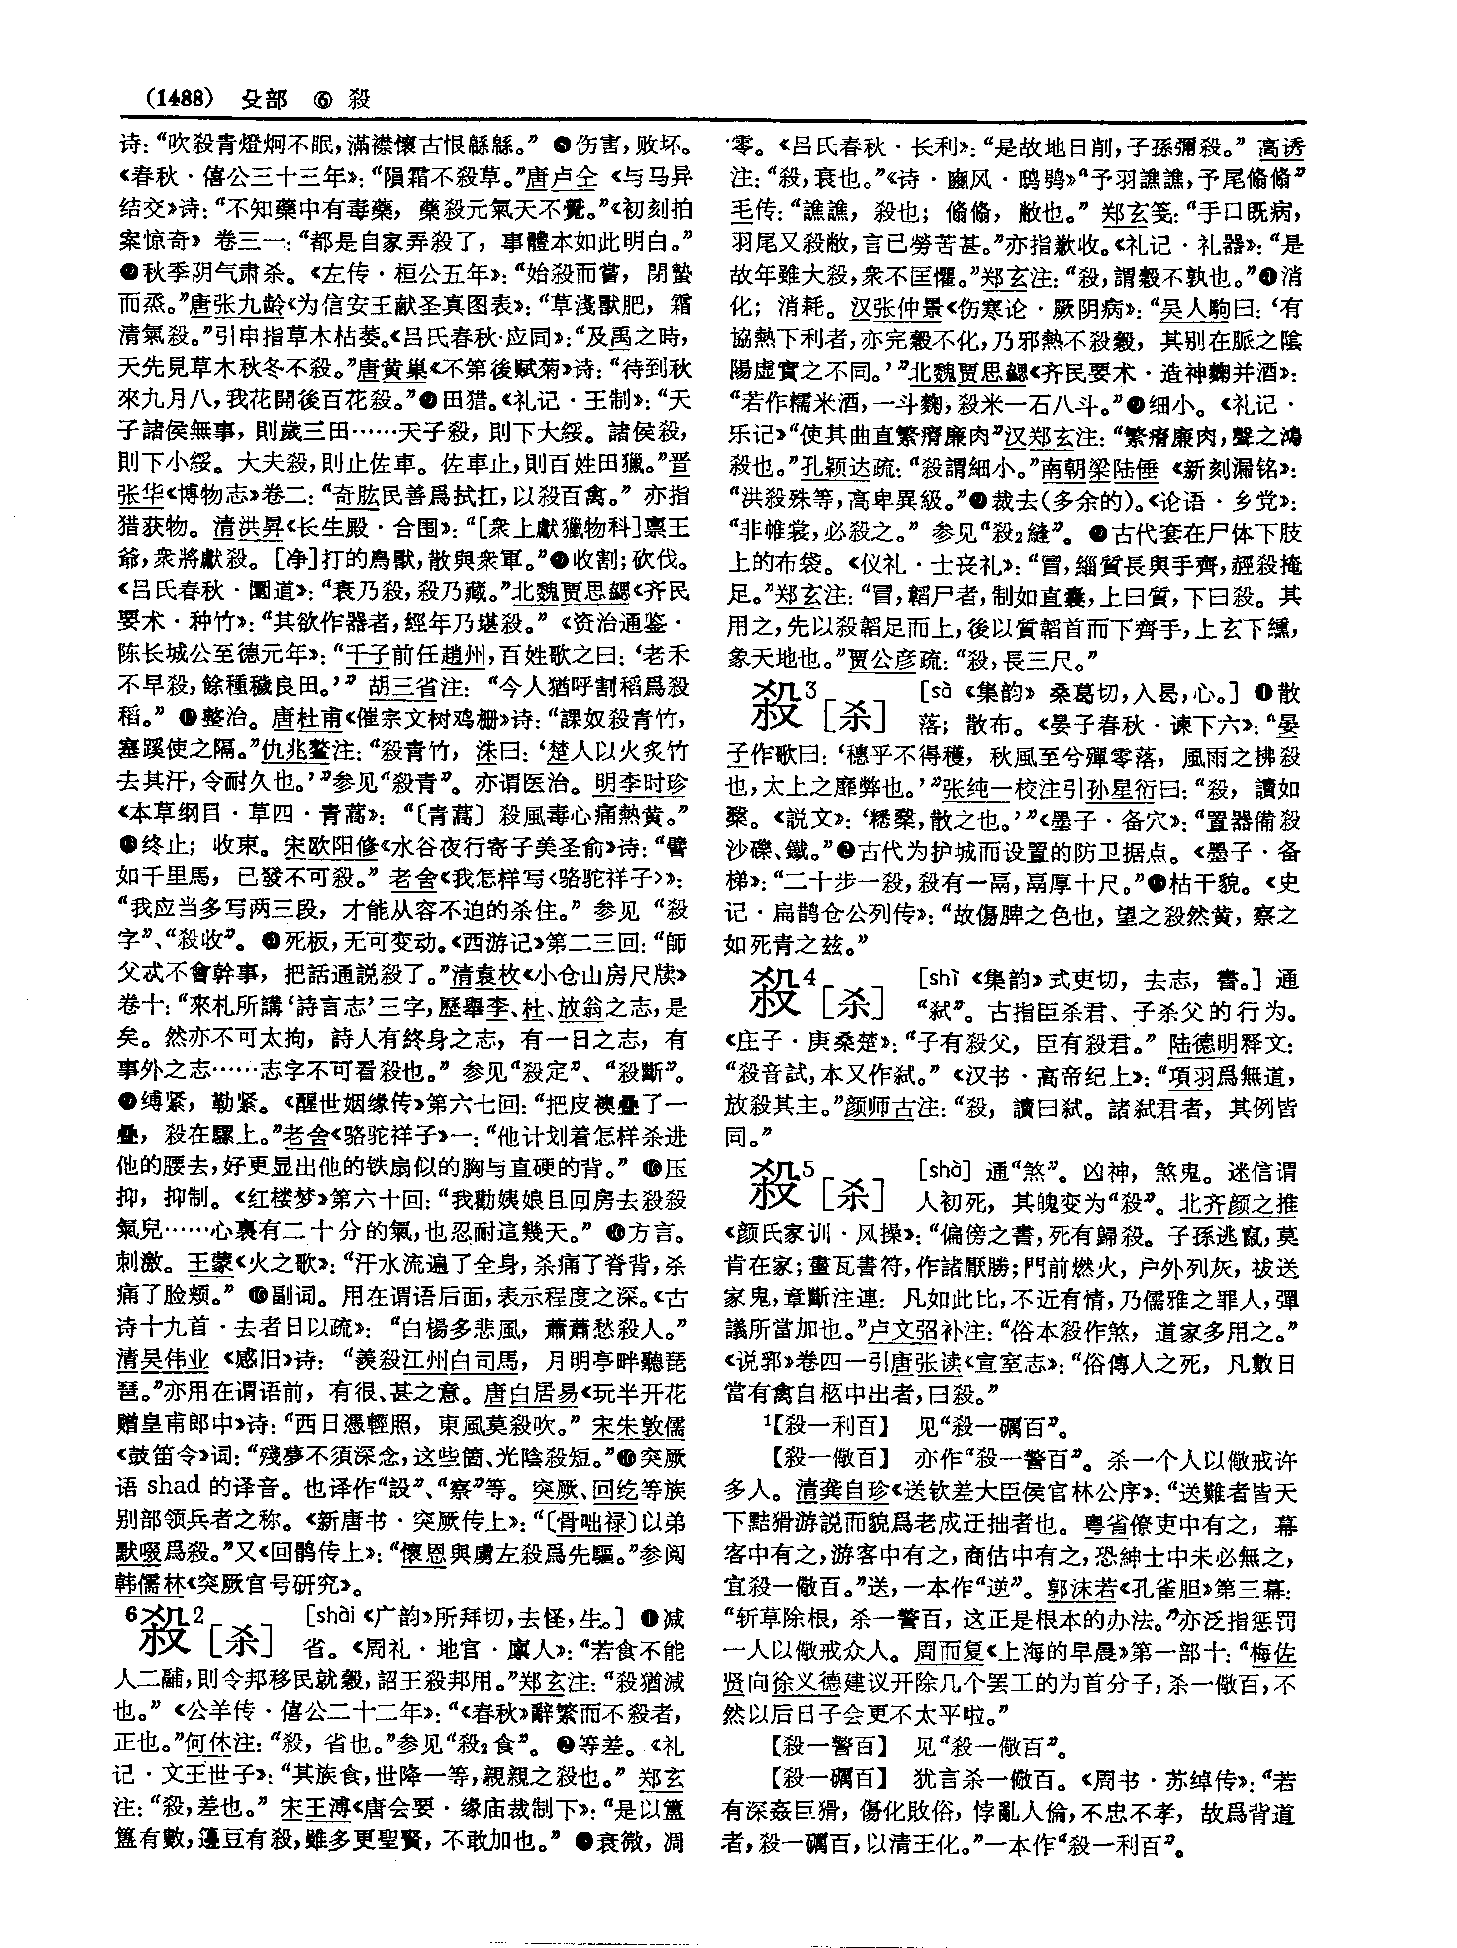 (1488) 殳部 ⑥ 殺
诗:“吹殺青燈炯不眠,滿襟懷古恨緜緜。” ❺伤害,败坏。
《春秋·僖公三十三年》:“隕霜不殺草。”唐卢仝《与马异
结交》诗:“不知藥中有毒藥,藥殺元氣天不覺。”《初刻拍
案惊奇》卷三一:“都是自家弄殺了,事體本如此明白。”
秋季阴气肃杀。《左传·桓公五年》:“始殺而嘗,閉蟄
而烝。”唐张九龄《为信安王献圣真图表》:“草淺獸肥,霜
清氣殺。”引申指草木枯萎。《吕氏春秋·应同》:“及禹之時,
天先見草木秋冬不殺。”唐黄巢《不第後赋菊》诗:“待到秋
來九月八,我花開後百花殺。”田猎。《礼记·王制》:“天
子諸侯無事,則歲三田……天子殺,則下大綏。諸侯殺,
則下小綏。大夫殺,則止佐車。佐車止,則百姓田獵。”晋
张华《博物志》卷二:“奇肱民善爲拭扛,以殺百禽。”亦指
猎获物。清洪昇《长生殿·合围》:“[衆上獻獵物科]禀王
爺,衆將獻殺。[净]打的鳥獸,散與衆軍。”收割;砍伐。
《吕氏春秋·圜道》:“衰乃殺,殺乃藏。”北魏贾思勰《齐民
要术·种竹》:“其欲作器者,經年乃堪殺。”《资治通鉴·
陈长城公至德元年》:“千子前任趙州,百姓歌之曰:‘老禾
不早殺,餘種穢良田。’”胡三省注:“今人猶呼割稻爲殺
稻。”整治。唐杜甫《催宗文树鸡栅》诗:“課奴殺青竹,
塞蹊使之隔。”仇兆鳌注:“殺青竹,洙曰:‘楚人以火炙竹
去其汗,令耐久也。’”参见“殺青”。亦谓医治。明李时珍
《本草纲目·草四·青蒿》:“〔青蒿〕殺風毒心痛熱黄。”
终止;收束。宋欧阳修《水谷夜行寄子美圣俞》诗:“譬
如千里馬,已發不可殺。”老舍《我怎样写<骆驼祥子>》:
“我应当多写两三段,才能从容不迫的杀住。”参见“殺
字”、“殺收”。死板,无可变动。《西游记》第二三回:“師
父忒不會幹事,把話通説殺了。”清袁枚《小仓山房尺牍》
卷十:“來札所講‘詩言志’三字,歷舉李、杜、放翁之志,是
矣。然亦不可太拘,詩人有終身之志,有一日之志,有
事外之志……志字不可看殺也。”参见“殺定”、“殺斷”。
缚紧,勒紧。《醒世姻缘传》第六七回:“把皮襖疊了一
疊,殺在騾上。”老舍《骆驼祥子》一:“他计划着怎样杀进
他的腰去,好更显出他的铁扇似的胸与直硬的背。”压
抑,抑制。《红楼梦》第六十回:“我勸姨娘且回房去殺殺
氣兒……心裏有二十分的氣,也忍耐這幾天。”方言。
刺激。王蒙《火之歌》:“汗水流遍了全身,杀痛了脊背,杀
痛了脸颊。”副词。用在谓语后面,表示程度之深。《古
诗十九首·去者日以疏》:“白楊多悲風,蕭蕭愁殺人。”
清吴伟业《感旧》诗:“羡殺江州白司馬,月明亭畔聽琵
琶。”亦用在谓语前,有很、甚之意。唐白居易《玩半开花
赠皇甫郎中》诗:“西日憑輕照,東風莫殺吹。”宋朱敦儒
《鼓笛令》词:“殘夢不須深念,这些箇、光陰殺短。”突厥
语 shad 的译音。也译作“設”、“察”等。突厥、回纥等族
别部领兵者之称。《新唐书·突厥传上》:“〔骨咄禄〕以弟
默啜爲殺。”又《回鹘传上》:“懷恩與虜左殺爲先驅。”参阅
韩儒林《突厥官号研究》。
6殺2[杀] [shài《广韵》所拜切,去怪,生。] ❶减
省。《周礼·地官·廪人》:“若食不能
人二鬴,則令邦移民就穀,詔王殺邦用。”郑玄注:“殺猶減
也。”《公羊传·僖公二十二年》:“《春秋》辭繁而不殺者,
正也。”何休注:“殺,省也。”参见“殺2食”。❷等差。《礼
记·文王世子》:“其族食,世降一等,親親之殺也。”郑玄
注:“殺,差也。”宋王溥《唐会要·缘庙裁制下》:“是以簠
簋有數,籩豆有殺,雖多更聖賢,不敢加也。”❸衰微,凋
零。《吕氏春秋·长利》:“是故地日削,子孫彌殺。”高诱
注:“殺,衰也。”《诗·豳风·鸱鸮》“予羽譙譙,予尾翛翛”
毛传:“譙譙,殺也;翛翛,敝也。”郑玄笺:“手口既病,
羽尾又殺敝,言已勞苦甚。”亦指歉收。《礼记·礼器》:“是
故年雖大殺,衆不匡懼。”郑玄注:“殺,謂穀不孰也。”❹消
化;消耗。汉张仲景《伤寒论·厥阴病》:“吴人駒曰:‘有
協熱下利者,亦完穀不化,乃邪熱不殺穀,其别在脈之陰
陽虚實之不同。’”北魏贾思勰《齐民要术·造神麴并酒》:
“若作糯米酒,一斗麴,殺米一石八斗。”❺细小。《礼记·
乐记》“使其曲直繁瘠廉肉”汉郑玄注:“繁瘠廉肉,聲之鴻
殺也。”孔颖达疏:“殺謂細小。”南朝梁陆倕《新刻漏铭》:
“洪殺殊等,高卑異級。”❻裁去(多余的)。《论语·乡党》:
“非帷裳,必殺之。”参见“殺2縫”。❼古代套在尸体下肢
上的布袋。《仪礼·士丧礼》:“冒,緇質長與手齊,䞓殺掩
足。”郑玄注:“冒,韜尸者,制如直囊,上曰質,下曰殺。其
用之,先以殺韜足而上,後以質韜首而下齊手,上玄下纁,
象天地也。”贾公彦疏:“殺,長三尺。”
殺3[杀] [sà《集韵》桑葛切,入曷,心。] ❶散
落;散布。《晏子春秋·谏下六》:“晏
子作歌曰:‘穗乎不得穫,秋風至兮殫零落,風雨之拂殺
也,太上之靡弊也。’”张纯一校注引孙星衍曰:“殺,讀如
䊛。《説文》:‘䊝䊛,散之也。’”《墨子·备穴》:“置器備殺
沙礫、鐵。”❷古代为护城而设置的防卫据点。《墨子·备
梯》:“二十步一殺,殺有一鬲,鬲厚十尺。”❸枯干貌。《史
记·扁鹊仓公列传》:“故傷脾之色也,望之殺然黄,察之
如死青之兹。”
殺4[杀] [shì《集韵》式吏切,去志,書。] 通
“弑”。古指臣杀君、子杀父的行为。
《庄子·庚桑楚》:“子有殺父,臣有殺君。”陆德明释文:
“殺音試,本又作弑。”《汉书·高帝纪上》:“項羽爲無道,
放殺其主。”颜师古注:“殺,讀曰弑。諸弑君者,其例皆
同。”
殺5[杀] [shà] 通“煞”。凶神,煞鬼。迷信谓
人初死,其魄变为“殺”。北齐颜之推
《颜氏家训·风操》:“偏傍之書,死有歸殺。子孫逃竄,莫
肯在家;畫瓦書符,作諸厭勝;門前燃火,户外列灰,祓送
家鬼,章斷注連:凡如此比,不近有情,乃儒雅之罪人,彈
議所當加也。”卢文弨补注:“俗本殺作煞,道家多用之。”
《说郛》卷四一引唐张读《宣室志》:“俗傳人之死,凡數日
當有禽自柩中出者,曰殺。”
1【殺一利百】 见“殺一礪百”。
【殺一儆百】 亦作“殺一警百”。杀一个人以儆戒许
多人。清龚自珍《送钦差大臣侯官林公序》:“送難者皆天
下黠猾游説而貌爲老成迂拙者也。粤省僚吏中有之,幕
客中有之,游客中有之,商估中有之,恐紳士中未必無之,
宜殺一儆百。”送,一本作“逆”。郭沫若《孔雀胆》第三幕:
“斩草除根,杀一警百,这正是根本的办法。”亦泛指惩罚
一人以儆戒众人。周而复《上海的早晨》第一部十:“梅佐
贤向徐义德建议开除几个罢工的为首分子,杀一儆百,不
然以后日子会更不太平啦。”
【殺一警百】 见“殺一儆百”。
【殺一礪百】 犹言杀一儆百。《周书·苏绰传》:“若
有深姦巨猾,傷化敗俗,悖亂人倫,不忠不孝,故爲背道
者,殺一礪百,以清王化。”一本作“殺一利百”。